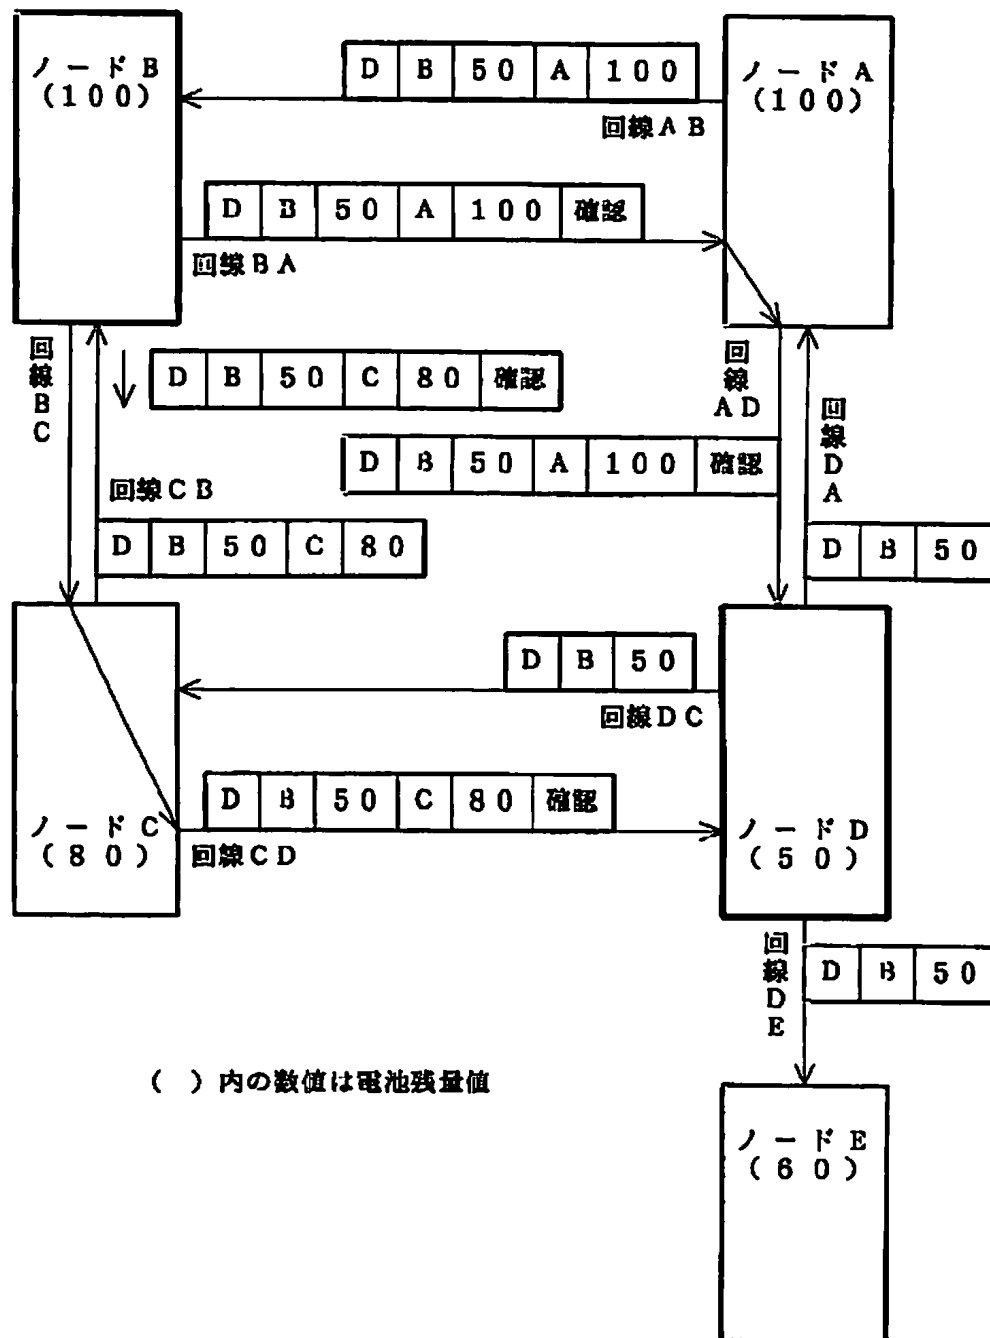 ノードB
(100)
D B 50 A 100
ノードA
(100)
回線AB
D B 50 A 100 確認
回線BA
回線BC
D B 50 C 80 確認
回線AD
回線DA
D B 50 A 100 確認
回線CB
D B 50 C 80
D B 50
D B 50
回線DC
D B 50 C 80 確認
ノードC
(80)
回線CD
ノードD
(50)
回線DE
D B 50
( )内の数値は電池残量値
ノードE
(60)